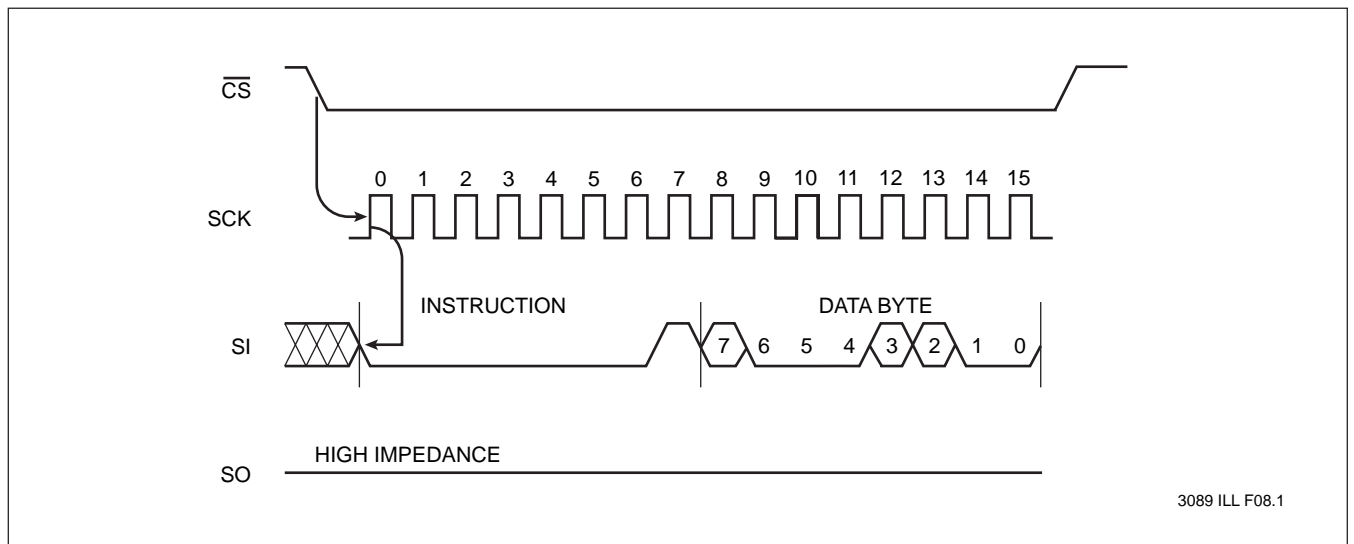 CS
0 1 2 3 4 5 6 7 8 9 10 11 12 13 14 15
SCK
INSTRUCTION DATA BYTE
SI 7 6 5 4 3 2 1 0
HIGH IMPEDANCE
SO
3089 ILL F08.1